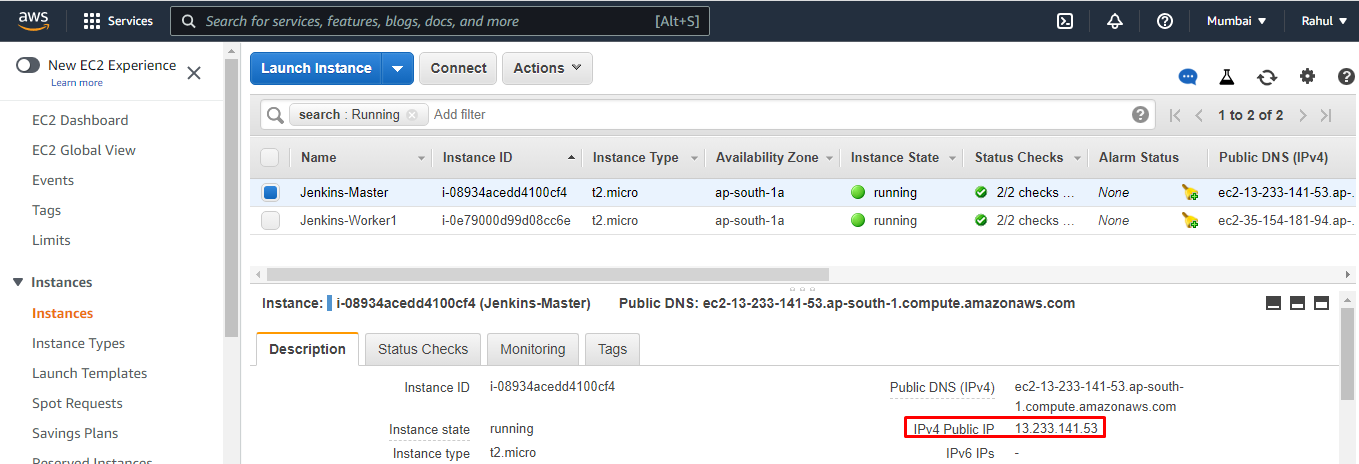 aws Services Search for services, features, blogs, docs, and more [Alt+S] Mumbai Rahul
New EC2 Experience
Learn more
EC2 Dashboard
EC2 Global View
Events
Tags
Limits
Instances
Instances
Instance Types
Launch Templates
Spot Requests
Savings Plans
Reserved Instances
Launch Instance Connect Actions
search : Running Add filter 1 to 2 of 2
Name Instance ID Instance Type Availability Zone Instance State Status Checks Alarm Status Public DNS (IPv4)
Jenkins-Master i-08934acedd4100cf4 t2.micro ap-south-1a running 2/2 checks ... None ec2-13-233-141-53.ap-...
Jenkins-Worker1 i-0e79000d99d08cc6e t2.micro ap-south-1a running 2/2 checks ... None ec2-35-154-181-94.ap-...
Instance: i-08934acedd4100cf4 (Jenkins-Master) Public DNS: ec2-13-233-141-53.ap-south-1.compute.amazonaws.com
Description Status Checks Monitoring Tags
Instance ID i-08934acedd4100cf4 Public DNS (IPv4) ec2-13-233-141-53.ap-south-
1.compute.amazonaws.com
Instance state running IPv4 Public IP 13.233.141.53
Instance type t2.micro IPv6 IPs -